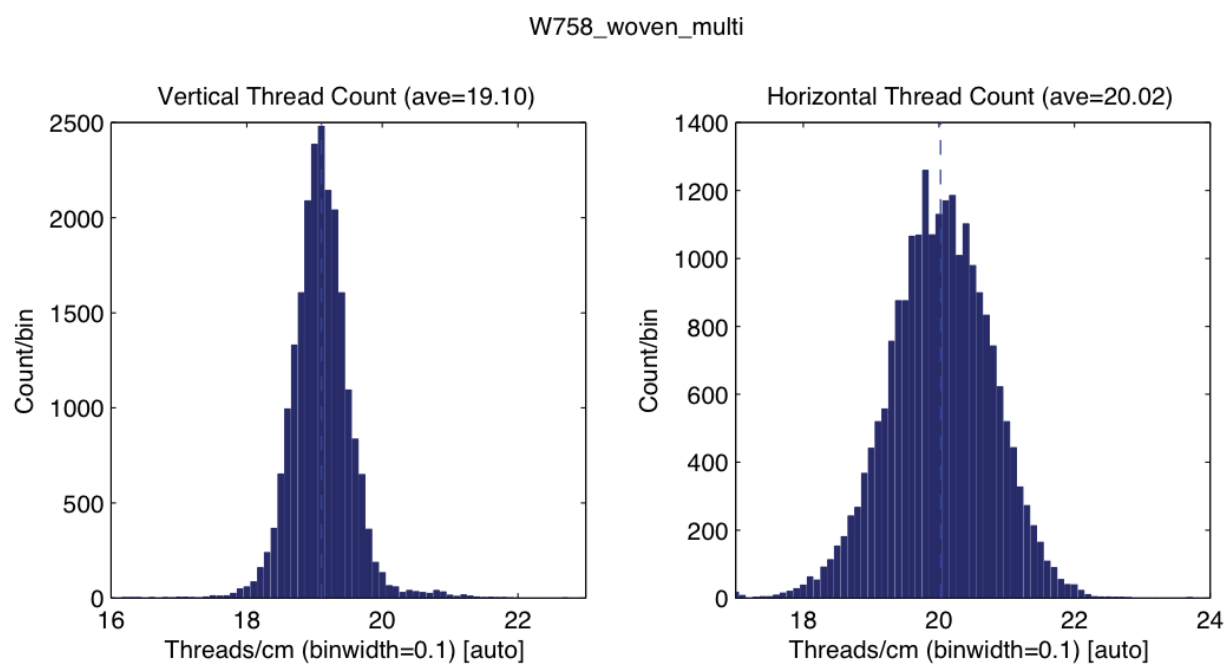 W758_woven_multi
Vertical Thread Count (ave=19.10)
2500
2000
1500
1000
500
0
Count/bin
16 18 20 22
Threads/cm (binwidth=0.1) [auto]
Horizontal Thread Count (ave=20.02)
1400
1200
1000
800
600
400
200
0
Count/bin
18 20 22 24
Threads/cm (binwidth=0.1) [auto]